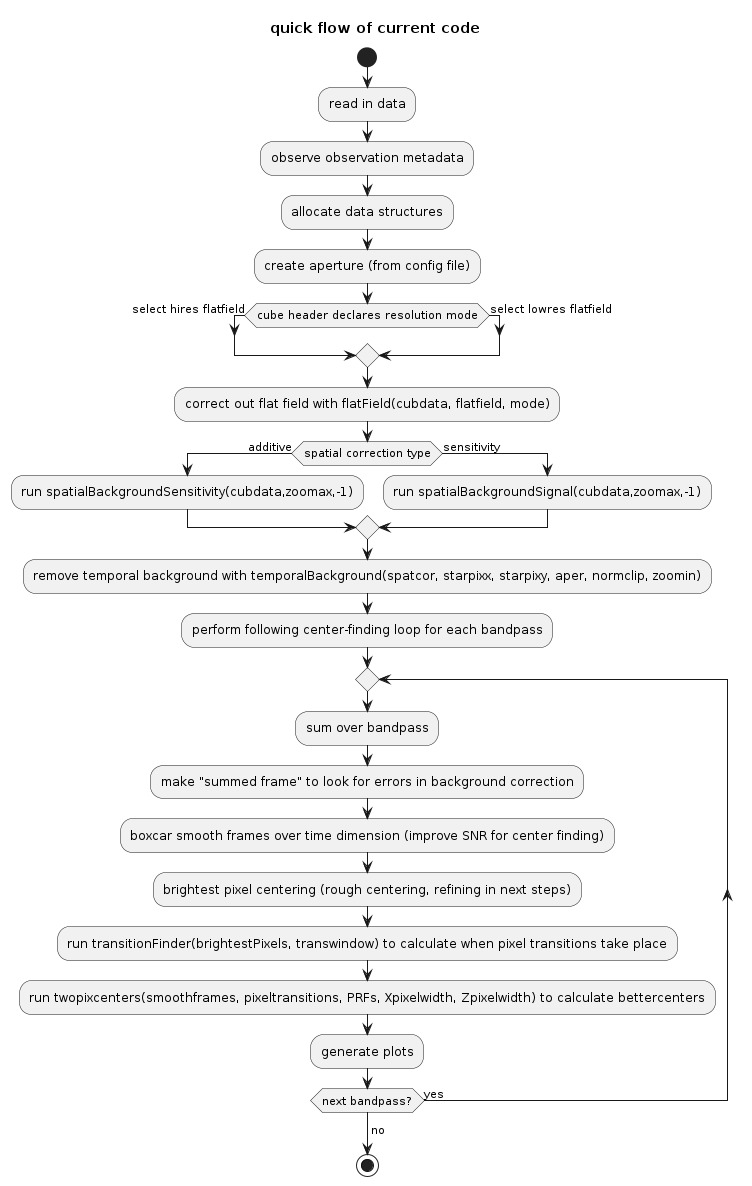 quick flow of current code
read in data
observe observation metadata
allocate data structures
create aperture (from config file)
select hires flatfield
cube header declares resolution mode
select lowres flatfield
correct out flat field with flatField(cubdata, flatfield, mode)
additive
spatial correction type
sensitivity
run spatialBackgroundSensitivity(cubdata,zoomax,-1)
run spatialBackgroundSignal(cubdata,zoomax,-1)
remove temporal background with temporalBackground(spatcor, starpixx, starpixy, aper, normclip, zoomin)
perform following center-finding loop for each bandpass
sum over bandpass
make "summed frame" to look for errors in background correction
boxcar smooth frames over time dimension (improve SNR for center finding)
brightest pixel centering (rough centering, refining in next steps)
run transitionFinder(brightestPixels, transwindow) to calculate when pixel transitions take place
run twopixcenters(smoothframes, pixeltransitions, PRFs, Xpixelwidth, Zpixelwidth) to calculate bettercenters
generate plots
next bandpass?
yes
no